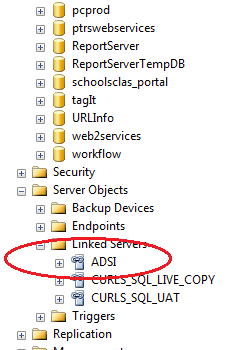 pcprod
ptrswebservices
ReportServer
ReportServerTempDB
schoolsclas_portal
tagIt
URLInfo
web2services
workflow
Security
Server Objects
Backup Devices
Endpoints
Linked Servers
ADSI
CURLS_SQL_LIVE_COPY
CURLS_SQL_UAT
Triggers
Replication